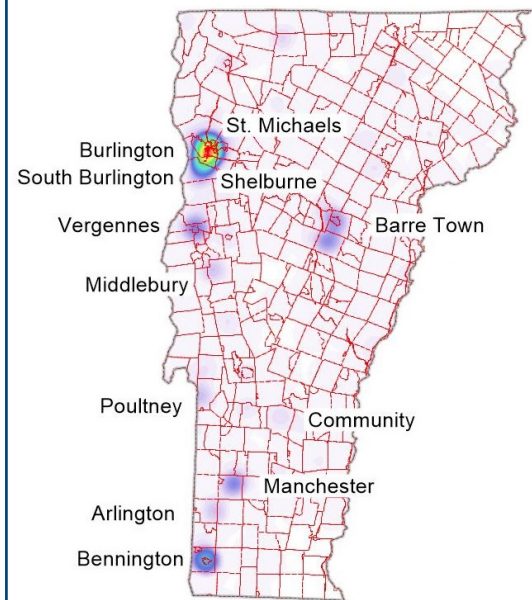 St. Michaels
Burlington
South Burlington
Shelburne
Vergennes
Barre Town
Middlebury
Poultney
Community
Manchester
Arlington
Bennington